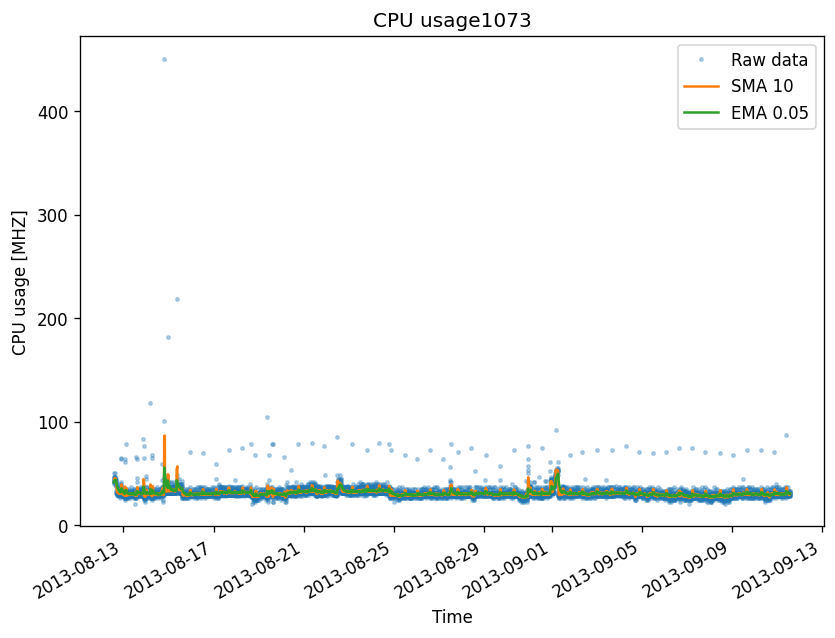 CPU usage1073
Raw data
SMA 10
EMA 0.05
CPU usage [MHZ]
400
300
200
100
0
2013-08-13
2013-08-17
2013-08-21
2013-08-25
2013-08-29
2013-09-01
2013-09-05
2013-09-09
2013-09-13
Time